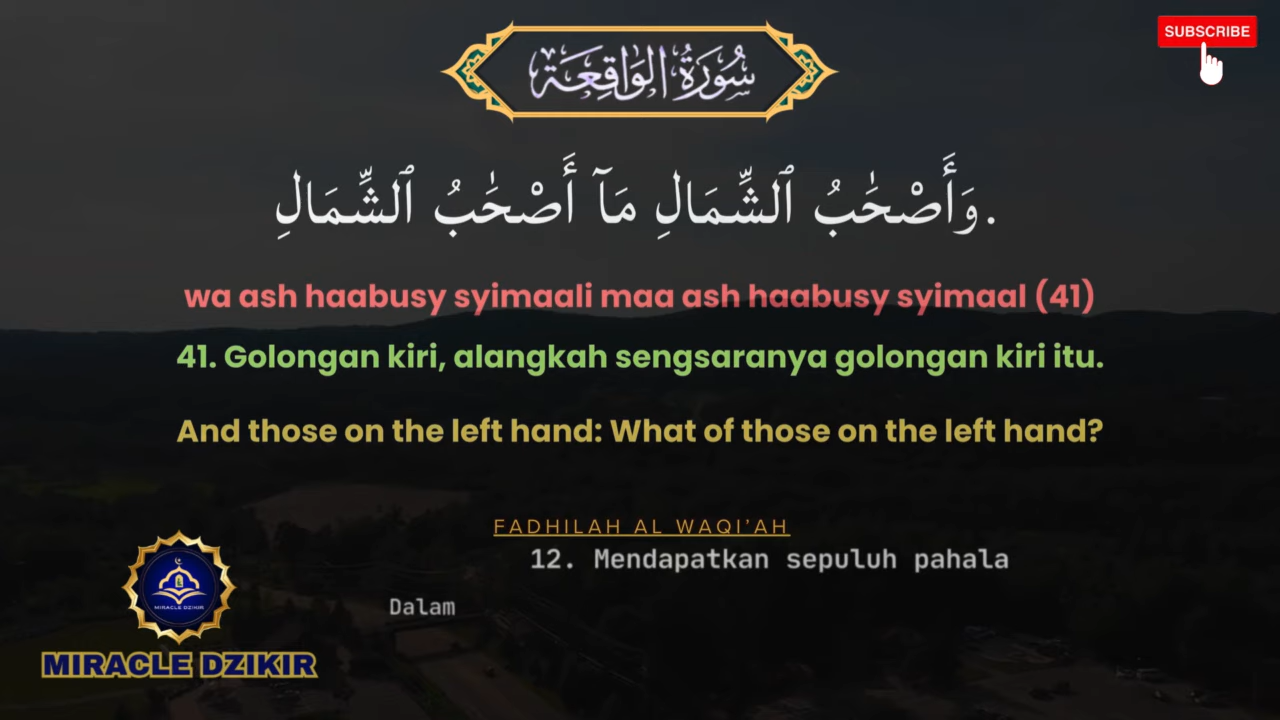 سُورَةُ الوَاقِعَة
SUBSCRIBE
وَأَصْحَٰبُ ٱلشِّمَالِ مَآ أَصْحَٰبُ ٱلشِّمَالِ.
wa ash haabusy syimaali maa ash haabusy syimaal (41)
41. Golongan kiri, alangkah sengsaranya golongan kiri itu.
And those on the left hand: What of those on the left hand?
FADHILAH AL WAQI’AH
12. Mendapatkan sepuluh pahala
Dalam
MIRACLE DZIKIR
MIRACLE DZIKIR